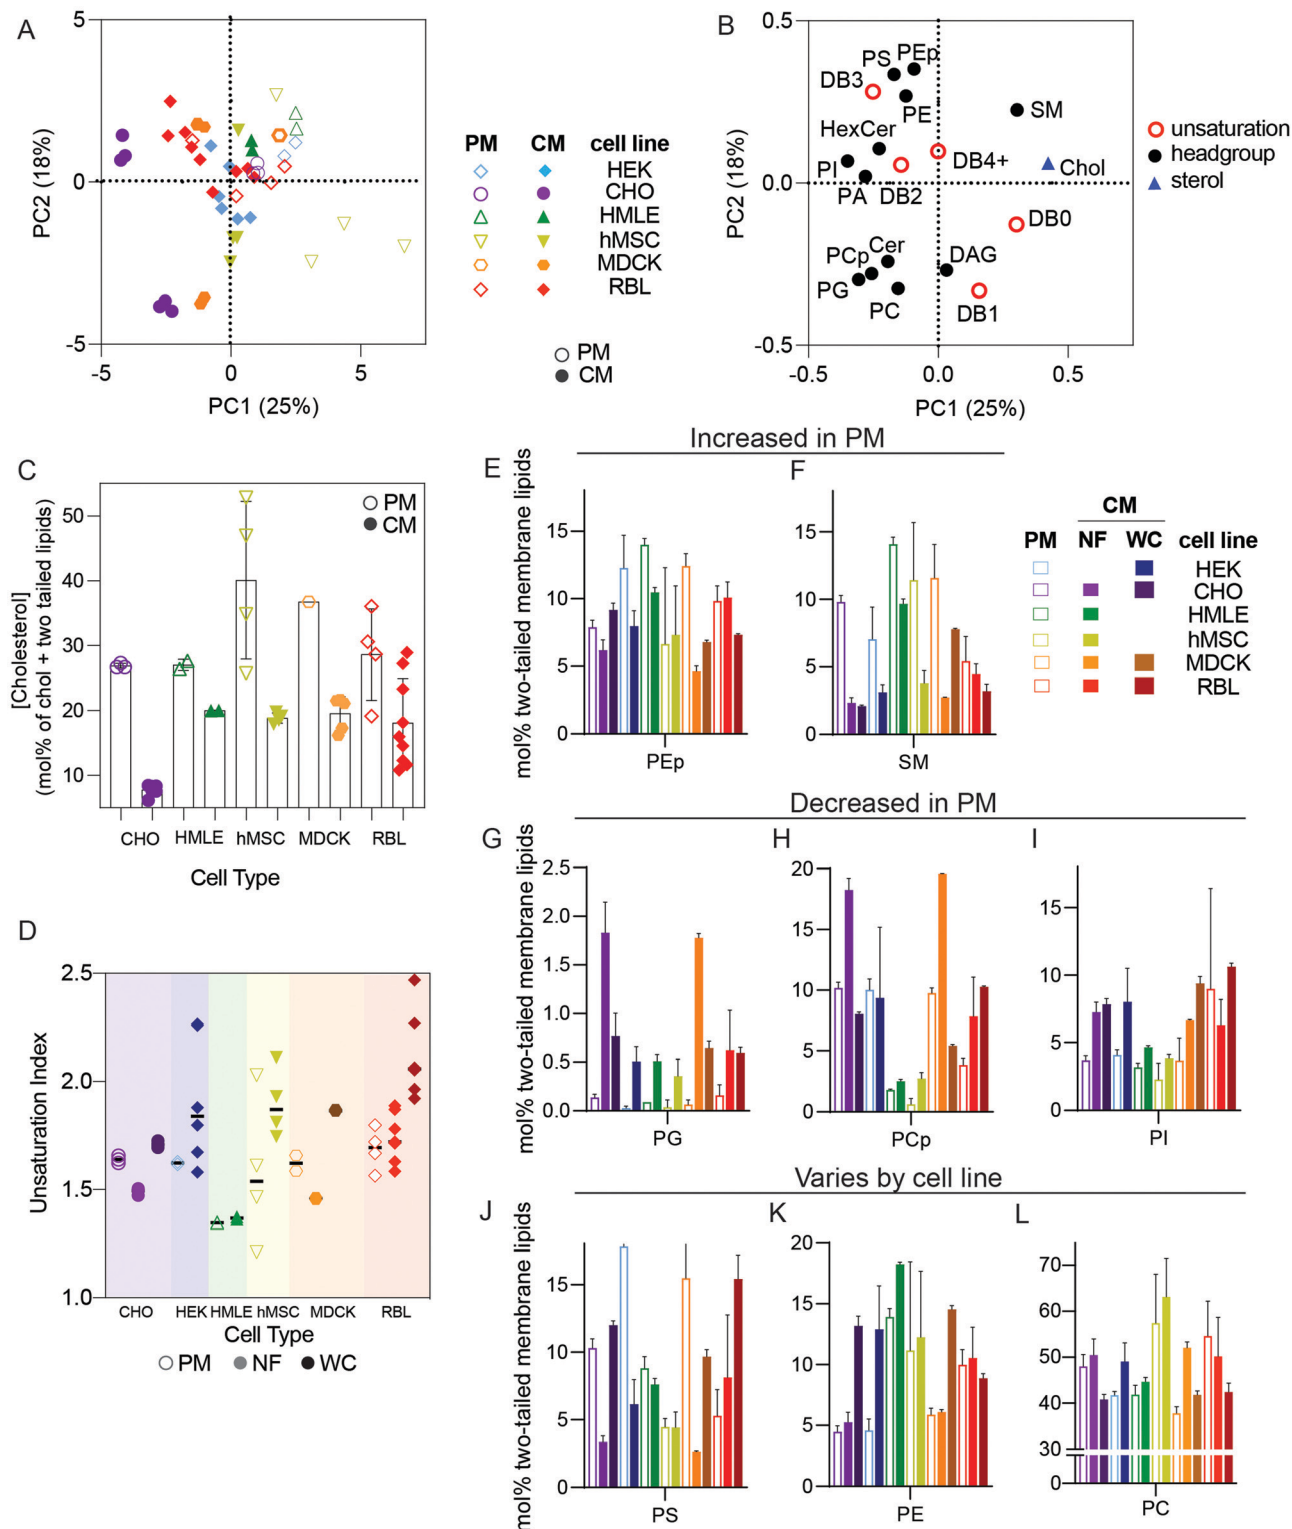 A
5
0
-5
-5
0
5
PC2 (18%)
PC1 (25%)
PM CM cell line
HEK
CHO
HMLE
hMSC
MDCK
RBL
PM
CM
B
0.5
0.0
-0.5
-0.5
0.0
0.5
PC2 (18%)
PC1 (25%)
PS PEp
DB3
PE
SM
HexCer
DB4+
Chol
PI
PA DB2
DB0
PCp Cer
DAG
PG
PC
DB1
unsaturation
headgroup
sterol
C
[Cholesterol]
(mol% of chol + two tailed lipids)
50
40
30
20
10
PM
CM
CHO HMLE hMSC MDCK RBL
Cell Type
D
Unsaturation Index
2.5
2.0
1.5
1.0
CHO HEK HMLE hMSC MDCK RBL
Cell Type
PM NF WC
Increased in PM
E
mol% two-tailed membrane lipids
15
10
5
0
PEp
F
15
10
5
0
SM
CM
PM NF WC cell line
HEK
CHO
HMLE
hMSC
MDCK
RBL
Decreased in PM
G
mol% two-tailed membrane lipids
2.5
2.0
1.5
1.0
0.5
0.0
PG
H
20
15
10
5
0
PCp
I
15
10
5
0
PI
Varies by cell line
J
mol% two-tailed membrane lipids
15
10
5
0
PS
K
20
15
10
5
0
PE
L
70
60
50
40
30
0
PC